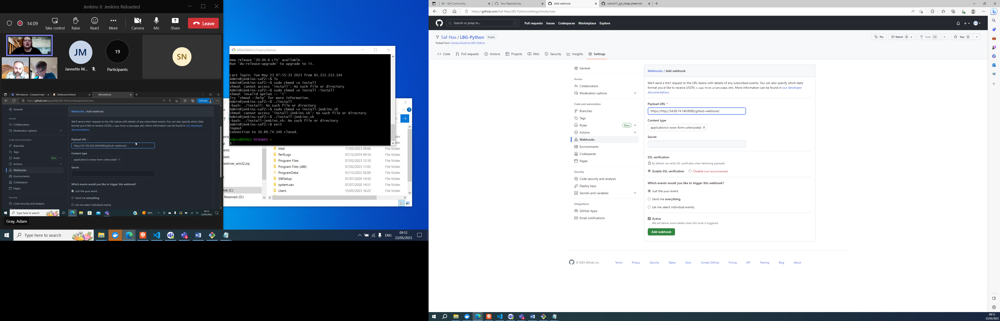 Jenkins II: Jenkins Reloaded
14:09
Take control
Raise
React
More
Camera
Mic
Share
Leave
JM
Jannette M...
19
Participants
SN
VM instances – Compute Engine
Dashboard [Jenkins]
Add webhook
https://github.com/agray998/LBG-Python/settings/hooks/new
InPrivate
General
Access
Collaborators
Moderation options
Code and automation
Branches
Tags
Rules Beta
Actions
Webhooks
Environments
Codespaces
Pages
Security
Code security and analysis
Webhooks / Add webhook
We'll send a POST request to the URL below with details of any subscribed events. You can also specify which data
format you'd like to receive (JSON, x-www-form-urlencoded, etc). More information can be found in our developer
documentation.
Payload URL *
http://34.105.204.206:8080/github-webhook/
Content type
application/x-www-form-urlencoded
Secret
Which events would you like to trigger this webhook?
Just the push event.
Send me everything.
Let me select individual events.
Type here to search
19°C
09:12
23/05/2023
Gray, Adam
MINGW64:/c/Users/Admin
New release '20.04.6 LTS' available.
Run 'do-release-upgrade' to upgrade to it.
Last login: Tue May 23 07:55:33 2023 from 81.152.213.144
Admin@jenkins-saf2:~$ ls
Admin@jenkins-saf2:~$ sudo chmod +x install
chmod: cannot access 'install': No such file or directory
Admin@jenkins-saf2:~$ sudo chmod +x install -install
chmod: invalid option -- 'i'
Try 'chmod --help' for more information.
Admin@jenkins-saf2:~$ ./install
-bash: ./install: No such file or directory
Admin@jenkins-saf2:~$ sudo chmod +x install-jenkins.sh
chmod: cannot access 'install-jenkins.sh': No such file or directory
Admin@jenkins-saf2:~$ ./install-jenkins.sh
-bash: ./install-jenkins.sh: No such file or directory
Admin@jenkins-saf2:~$ exit
logout
Connection to 34.89.74.140 closed.
Admin@840G3 MINGW64 ~
$
Intel 17/05/2023 09:06 File folder
PerfLogs 07/12/2019 09:14 File folder
Program Files 07/02/2023 12:10 File folder
Program Files (x86) 07/02/2023 11:02 File folder
ProgramData 01/12/2022 02:00 File folder
SWSetup 07/07/2020 14:50 File folder
system.sav 07/07/2020 14:51 File folder
Users 15/05/2023 16:22 File folder
nedriver_win32.zip
isk (C:)
Reserved (D:)
Type here to search
ENG
09:12
23/05/2023
QA Community
Your Repositories
Add webhook
cohort11_git_cheat_sheet.md
https://github.com/Saf-Nas/LBG-Python/settings/hooks/new
Search or jump to...
/
Pull requests
Issues
Codespaces
Marketplace
Explore
Saf-Nas / LBG-Python Public
forked from CameronGuthrie/LBG-Python
Pin
Watch 0
Fork 50
Star 0
Code
Pull requests
Actions
Projects
Wiki
Security
Insights
Settings
General
Access
Collaborators
Moderation options
Code and automation
Branches
Tags
Rules Beta
Actions
Webhooks
Environments
Codespaces
Pages
Security
Code security and analysis
Deploy keys
Secrets and variables
Integrations
GitHub Apps
Email notifications
Webhooks / Add webhook
We'll send a POST request to the URL below with details of any subscribed events. You can also specify which data
format you'd like to receive (JSON, x-www-form-urlencoded, etc). More information can be found in our developer
documentation.
Payload URL *
https://http://34.89.74.140:8080/github-webhook/
Content type
application/x-www-form-urlencoded
Secret
SSL verification
By default, we verify SSL certificates when delivering payloads.
Enable SSL verification
Disable (not recommended)
Which events would you like to trigger this webhook?
Just the push event.
Send me everything.
Let me select individual events.
Active
We will deliver event details when this hook is triggered.
Add webhook
© 2023 GitHub, Inc.
Terms
Privacy
Security
Status
Docs
Contact GitHub
Pricing
API
Training
Blog
About
09:12
23/05/2023